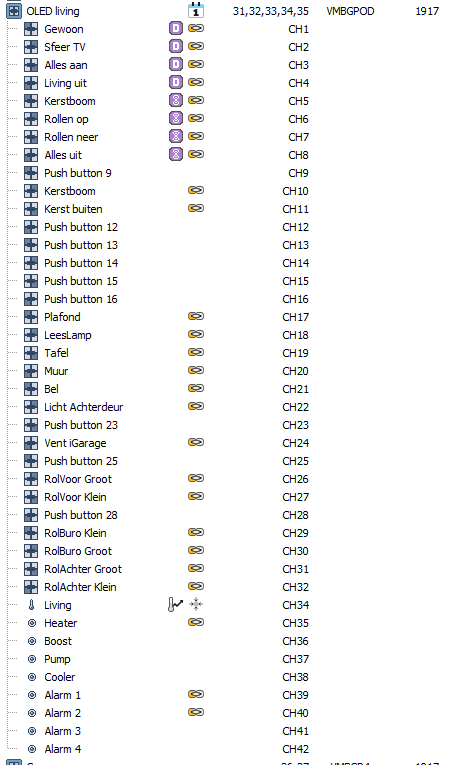 OLED living 1 31,32,33,34,35 VMBGPOD 1917
Gewoon D CH1
Sfeer TV D CH2
Alles aan D CH3
Living uit D CH4
Kerstboom CH5
Rollen op CH6
Rollen neer CH7
Alles uit CH8
Push button 9 CH9
Kerstboom CH10
Kerst buiten CH11
Push button 12 CH12
Push button 13 CH13
Push button 14 CH14
Push button 15 CH15
Push button 16 CH16
Plafond CH17
LeesLamp CH18
Tafel CH19
Muur CH20
Bel CH21
Licht Achterdeur CH22
Push button 23 CH23
Vent iGarage CH24
Push button 25 CH25
RolVoor Groot CH26
RolVoor Klein CH27
Push button 28 CH28
RolBuro Klein CH29
RolBuro Groot CH30
RolAchter Groot CH31
RolAchter Klein CH32
Living CH34
Heater CH35
Boost CH36
Pump CH37
Cooler CH38
Alarm 1 CH39
Alarm 2 CH40
Alarm 3 CH41
Alarm 4 CH42